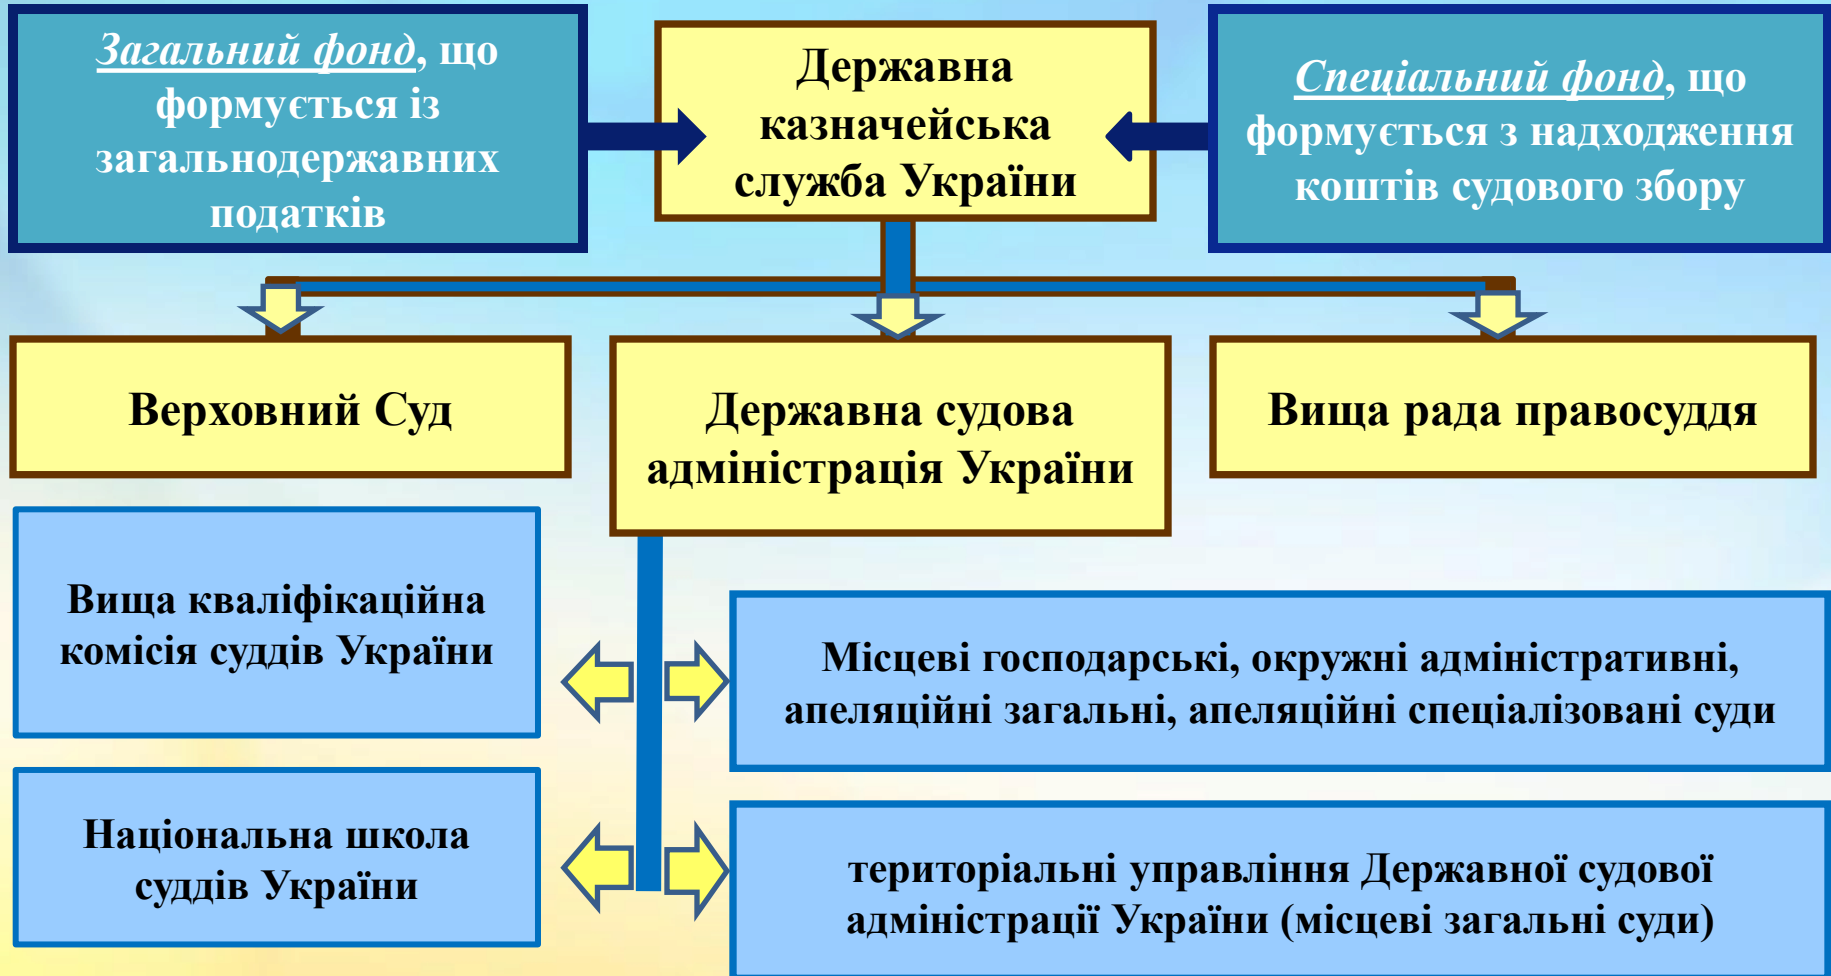 Загальний фонд, що
формується із
загальнодержавних
податків
Державна
казначейська
служба України
Спеціальний фонд, що
формується з надходження
коштів судового збору
Верховний Суд
Державна судова
адміністрація України
Вища рада правосуддя
Вища кваліфікаційна
комісія суддів України
Місцеві господарські, окружні адміністративні,
апеляційні загальні, апеляційні спеціалізовані суди
Національна школа
суддів України
територіальні управління Державної судової
адміністрації України (місцеві загальні суди)